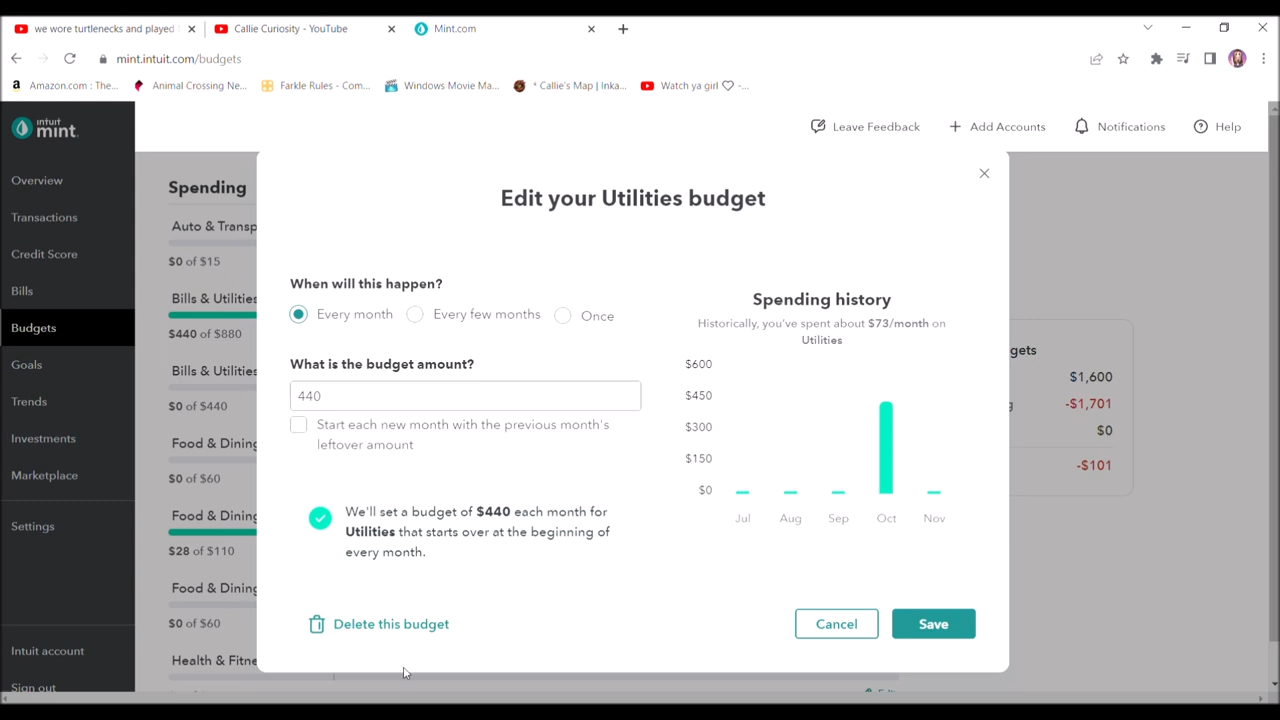 we wore turtlenecks and played
Callie Curiosity - YouTube
Mint.com
mint.intuit.com/budgets
Amazon.com : The...
Animal Crossing Ne...
Farkle Rules - Com...
Windows Movie Ma...
* Callie's Map | Inka...
Watch ya girl ♡ -...
intuit
mint
Leave Feedback
Add Accounts
Notifications
Help
Overview
Transactions
Credit Score
Bills
Budgets
Goals
Trends
Investments
Marketplace
Settings
Intuit account
Sign out
Spending
Auto & Transp
$0 of $15
Bills & Utilities
$440 of $880
Bills & Utilities
$0 of $440
Food & Dining
$0 of $60
Food & Dining
$28 of $110
Food & Dining
$0 of $60
Health & Fitne
Edit your Utilities budget
When will this happen?
Every month
Every few months
Once
What is the budget amount?
440
Start each new month with the previous month's
leftover amount
We'll set a budget of $440 each month for
Utilities that starts over at the beginning of
every month.
Delete this budget
Cancel
Save
Spending history
Historically, you've spent about $73/month on
Utilities
$600
$450
$300
$150
$0
Jul Aug Sep Oct Nov
gets
$1,600
g -$1,701
$0
-$101